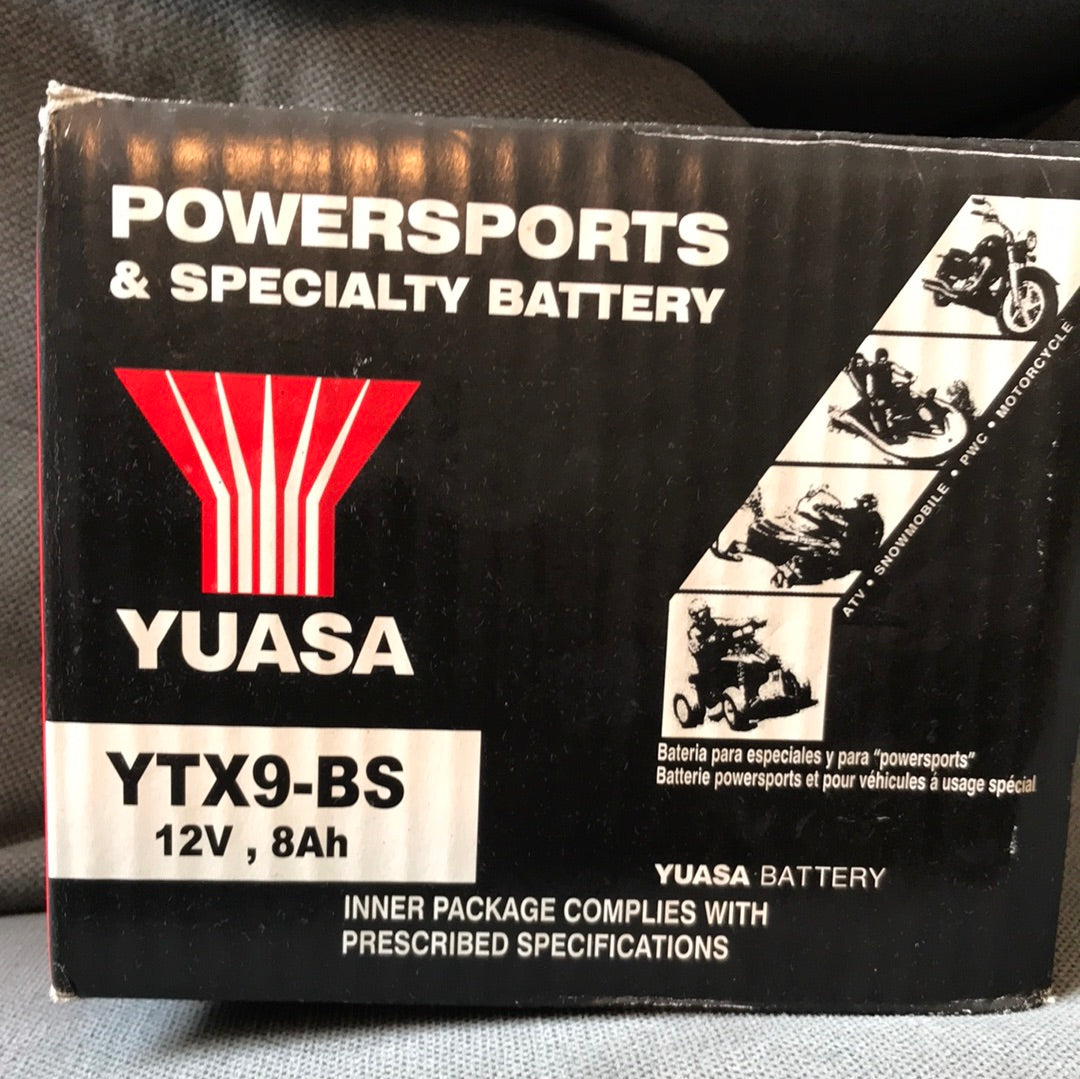 POWERSPORTS
& SPECIALTY BATTERY
YUASA
YTX9-BS
12V , 8Ah
ATV • SNOWMOBILE • PWC • MOTORCYCLE
Bateria para especiales y para “powersports”
Batterie powersports et pour véhicules á usage spécial
YUASA BATTERY
INNER PACKAGE COMPLIES WITH
PRESCRIBED SPECIFICATIONS